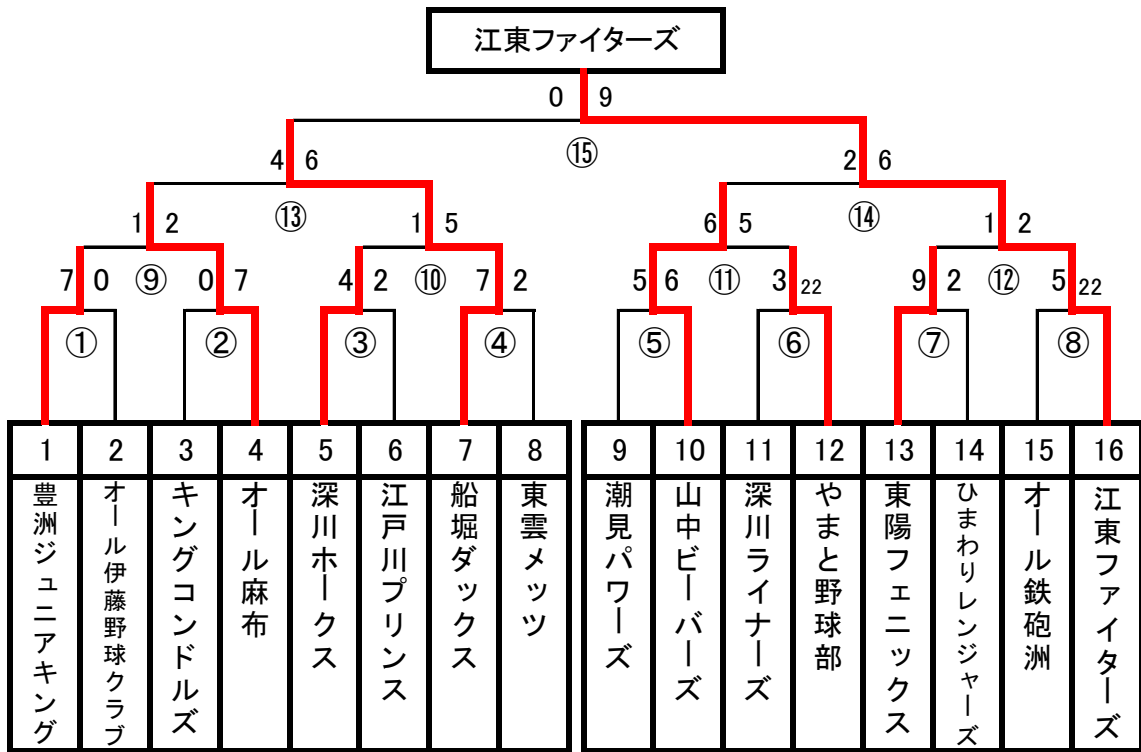 江東ファイターズ
0 9
⑮
4 6 2 6
⑬ ⑭
1 2 1 5 6 5 1 2
⑨ ⑩ ⑪ ⑫
7 0 0 7 4 2 7 2 5 6 3 22 9 2 5 22
① ② ③ ④ ⑤ ⑥ ⑦ ⑧
1 2 3 4 5 6 7 8 9 10 11 12 13 14 15 16
豊洲ジュニアキング
オール伊藤野球クラブ
キングコンドルズ
オール麻布
深川ホークス
江戸川プリンス
船堀ダックス
東雲メッツ
潮見パワーズ
山中ビーバーズ
深川ライナーズ
やまと野球部
東陽フェニックス
ひまわりレンジャーズ
オール鉄砲洲
江東ファイターズ